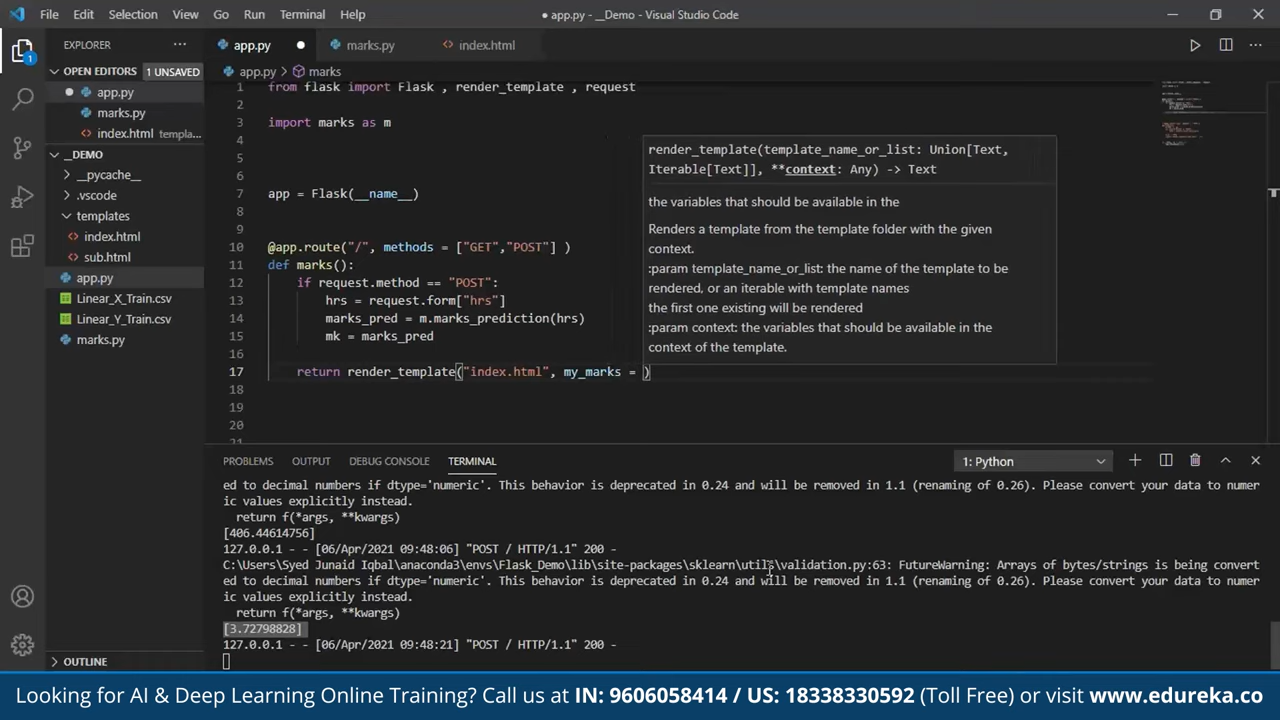 File Edit Selection View Go Run Terminal Help
● app.py - __Demo - Visual Studio Code
EXPLORER
OPEN EDITORS 1 UNSAVED
app.py
marks.py
index.html templa...
__DEMO
__pycache__
.vscode
templates
index.html
sub.html
app.py
Linear_X_Train.csv
Linear_Y_Train.csv
marks.py
OUTLINE
1
app.py
marks.py
index.html
app.py > marks
1 from flask import Flask , render_template , request
2
3 import marks as m
4
5
6
7 app = Flask(__name__)
8
9
10 @app.route("/", methods = ["GET","POST"] )
11 def marks():
12 if request.method == "POST":
13 hrs = request.form["hrs"]
14 marks_pred = m.marks_prediction(hrs)
15 mk = marks_pred
16
17 return render_template("index.html", my_marks = )
18
19
20
21
render_template(template_name_or_list: Union[Text,
Iterable[Text]], **context: Any) -> Text
the variables that should be available in the
Renders a template from the template folder with the given
context.
:param template_name_or_list: the name of the template to be
rendered, or an iterable with template names
the first one existing will be rendered
:param context: the variables that should be available in the
context of the template.
PROBLEMS OUTPUT DEBUG CONSOLE TERMINAL
1: Python
ed to decimal numbers if dtype='numeric'. This behavior is deprecated in 0.24 and will be removed in 1.1 (renaming of 0.26). Please convert your data to numer
ic values explicitly instead.
return f(*args, **kwargs)
[406.44614756]
127.0.0.1 - - [06/Apr/2021 09:48:06] "POST / HTTP/1.1" 200 -
C:\Users\Syed Junaid Iqbal\anaconda3\envs\Flask_Demo\lib\site-packages\sklearn\utils\validation.py:63: FutureWarning: Arrays of bytes/strings is being convert
ed to decimal numbers if dtype='numeric'. This behavior is deprecated in 0.24 and will be removed in 1.1 (renaming of 0.26). Please convert your data to numer
ic values explicitly instead.
return f(*args, **kwargs)
[3.72798828]
127.0.0.1 - - [06/Apr/2021 09:48:21] "POST / HTTP/1.1" 200 -
Looking for AI & Deep Learning Online Training? Call us at IN: 9606058414 / US: 18338330592 (Toll Free) or visit www.edureka.co